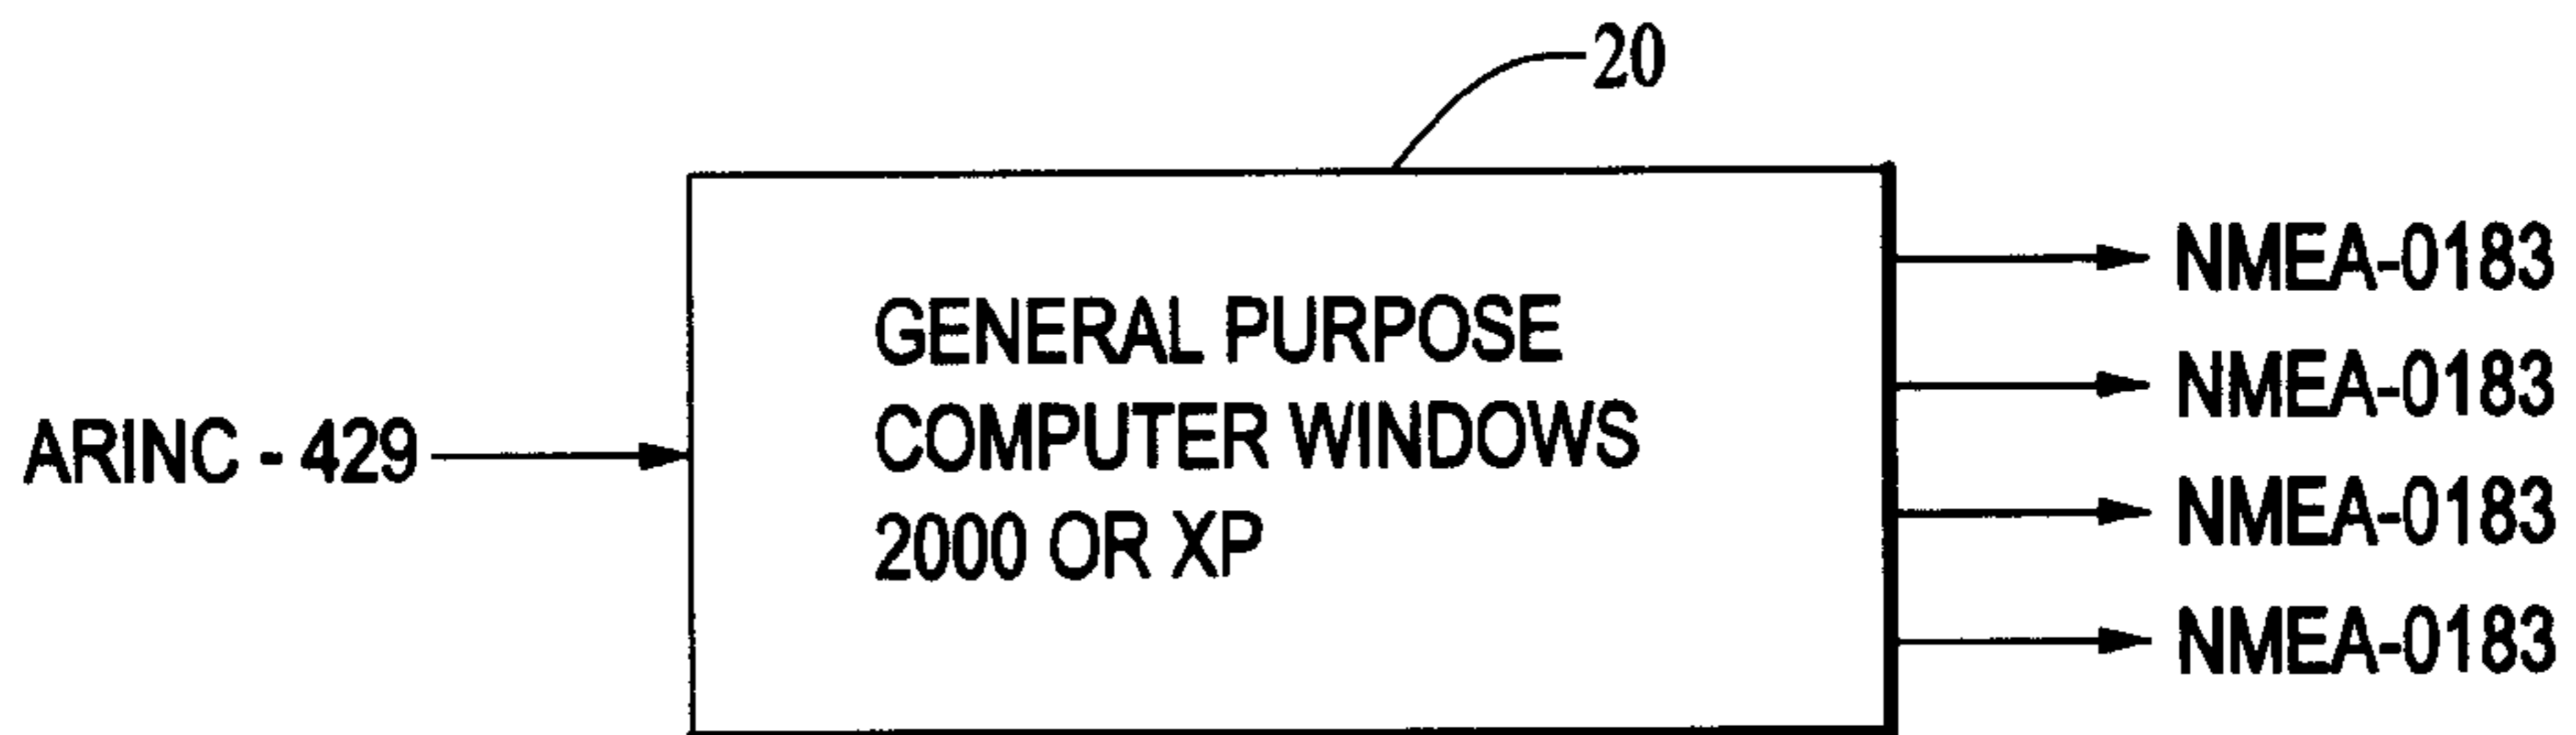 20
GENERAL PURPOSE
COMPUTER WINDOWS
2000 OR XP
ARINC - 429
NMEA-0183
NMEA-0183
NMEA-0183
NMEA-0183